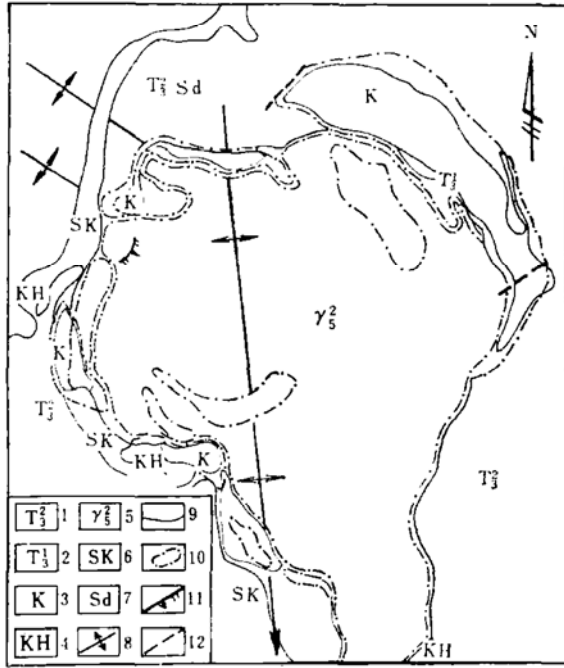 N
T₃² Sd
K
T₃¹
K
SK
KH
γ₅²
K
T₃²
SK
KH
K
T₃²
SK
KH
T₃² 1
γ₅² 5
9
T₃¹ 2
SK 6
10
K 3
Sd 7
11
KH 4
8
12